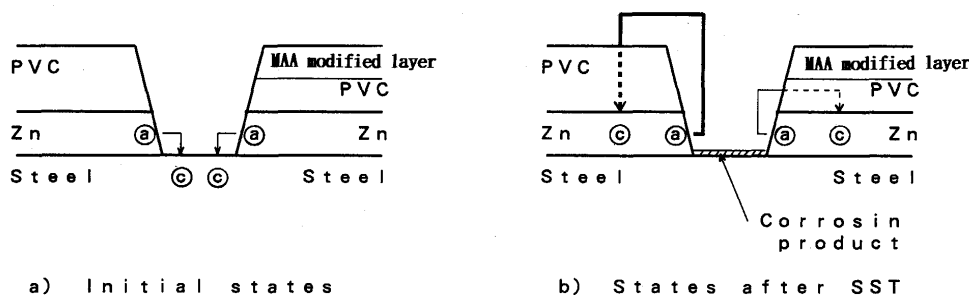 PVC
MAA modified layer
PVC
Zn
ⓐ
ⓐ
Zn
Steel
ⓒ
ⓒ
Steel
a) Initial states
PVC
MAA modified layer
PVC
Zn
ⓒ
ⓐ
ⓐ
ⓒ
Zn
Steel
Steel
Corrosin
product
b) States after SST